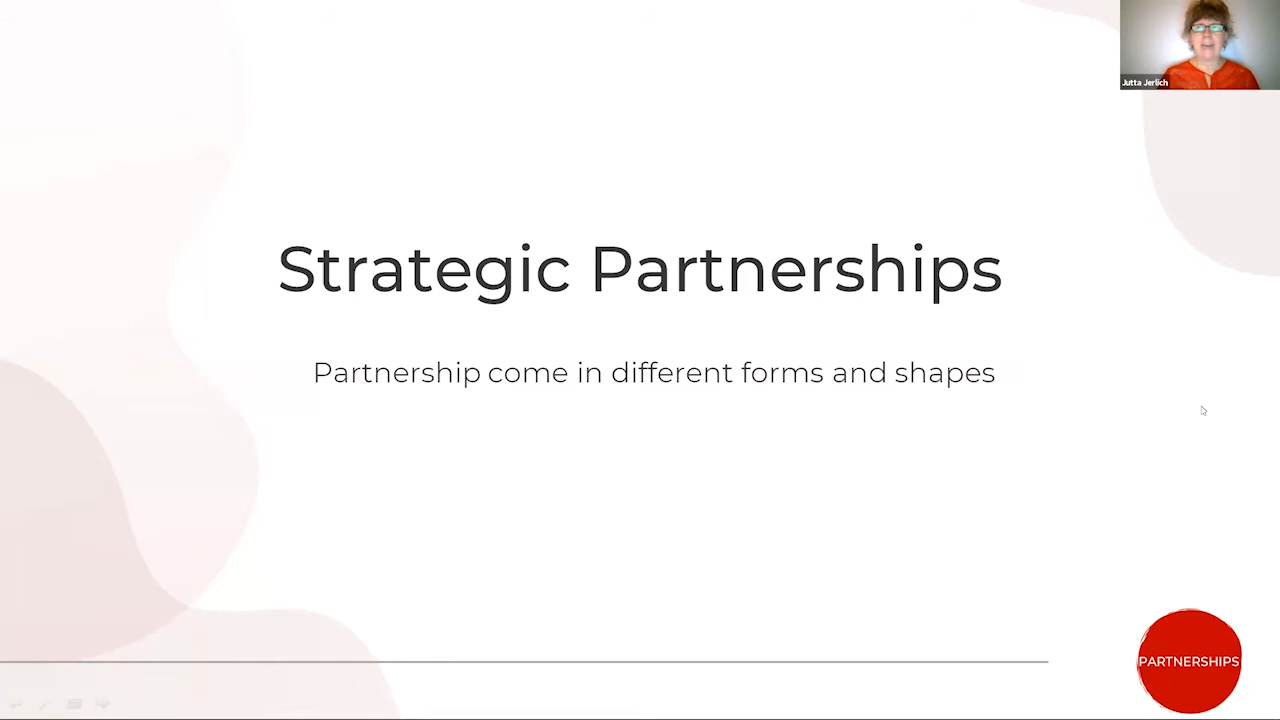 Jutta Jerlich
Strategic Partnerships
Partnership come in different forms and shapes
PARTNERSHIPS